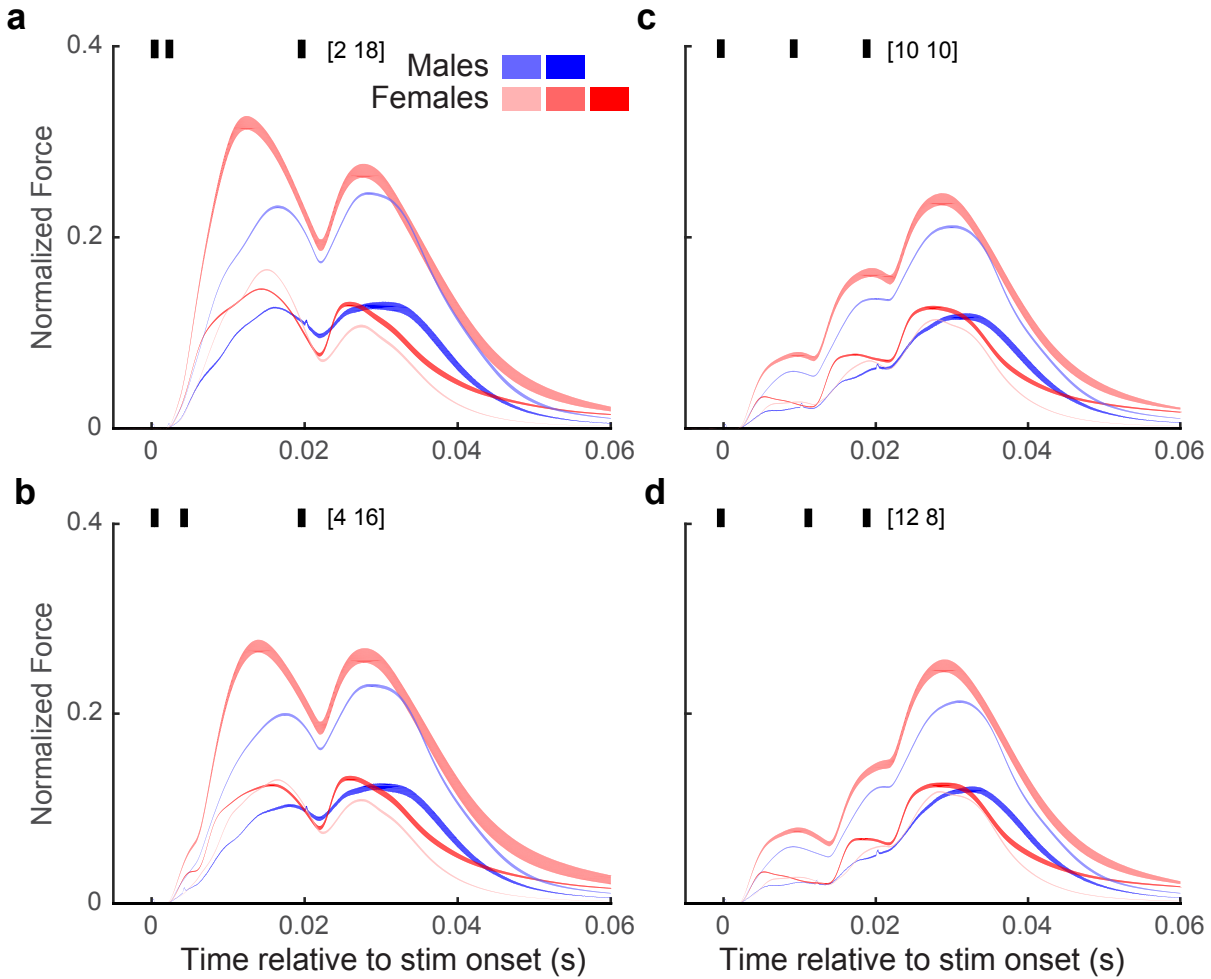 a
0.4
[2 18]
Males
Females
0.2
0
Normalized Force
0
0.02
0.04
0.06
c
[10 10]
0
0.02
0.04
0.06
b
0.4
[4 16]
0.2
0
Normalized Force
0
0.02
0.04
0.06
Time relative to stim onset (s)
d
[12 8]
0
0.02
0.04
0.06
Time relative to stim onset (s)